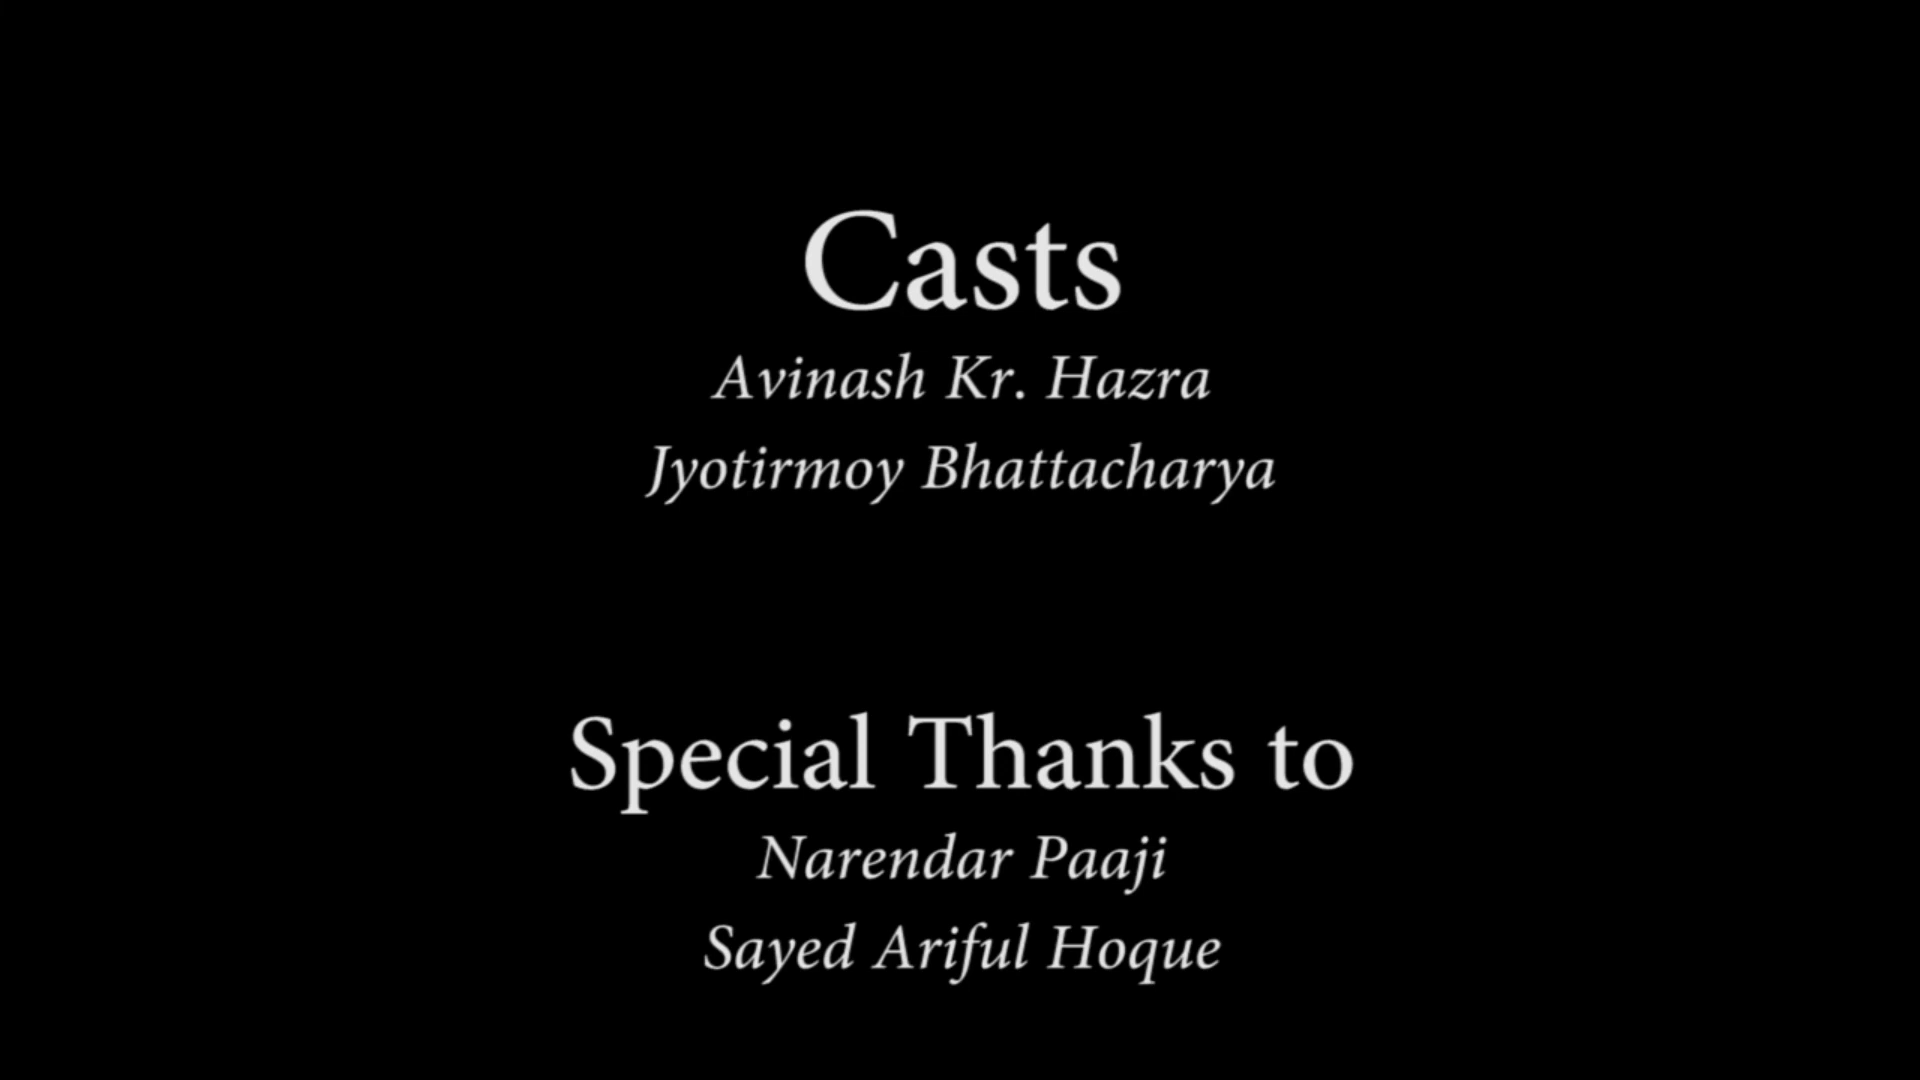 Casts
Avinash Kr. Hazra
Jyotirmoy Bhattacharya
Special Thanks to
Narendar Paaji
Sayed Ariful Hoque